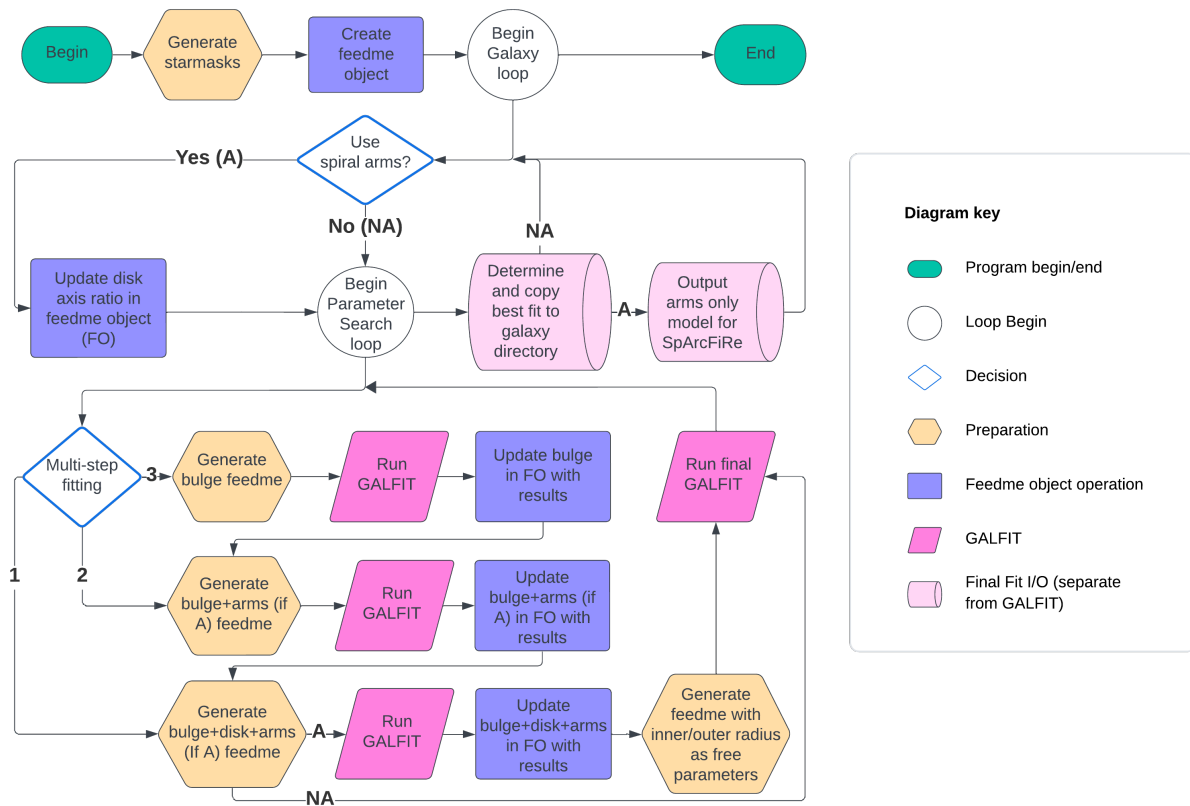 Begin
Generate
starmasks
Create
feedme
object
Begin
Galaxy
loop
End
Use
spiral arms?
Yes (A)
No (NA)
NA
Update disk
axis ratio in
feedme object
(FO)
Begin
Parameter
Search
loop
Determine
and copy
best fit to
galaxy
directory
A
Output
arms only
model for
SpArcFiRe
Multi-step
fitting
3
Generate
bulge feedme
Run
GALFIT
Update bulge
in FO with
results
Run final
GALFIT
1
2
Generate
bulge+arms (if
A) feedme
Run
GALFIT
Update
bulge+arms (if
A) in FO with
results
Generate
bulge+disk+arms
(If A) feedme
A
Run
GALFIT
Update
bulge+disk+arms
in FO with
results
Generate
feedme with
inner/outer radius
as free
parameters
NA
Diagram key
Program begin/end
Loop Begin
Decision
Preparation
Feedme object operation
GALFIT
Final Fit I/O (separate
from GALFIT)